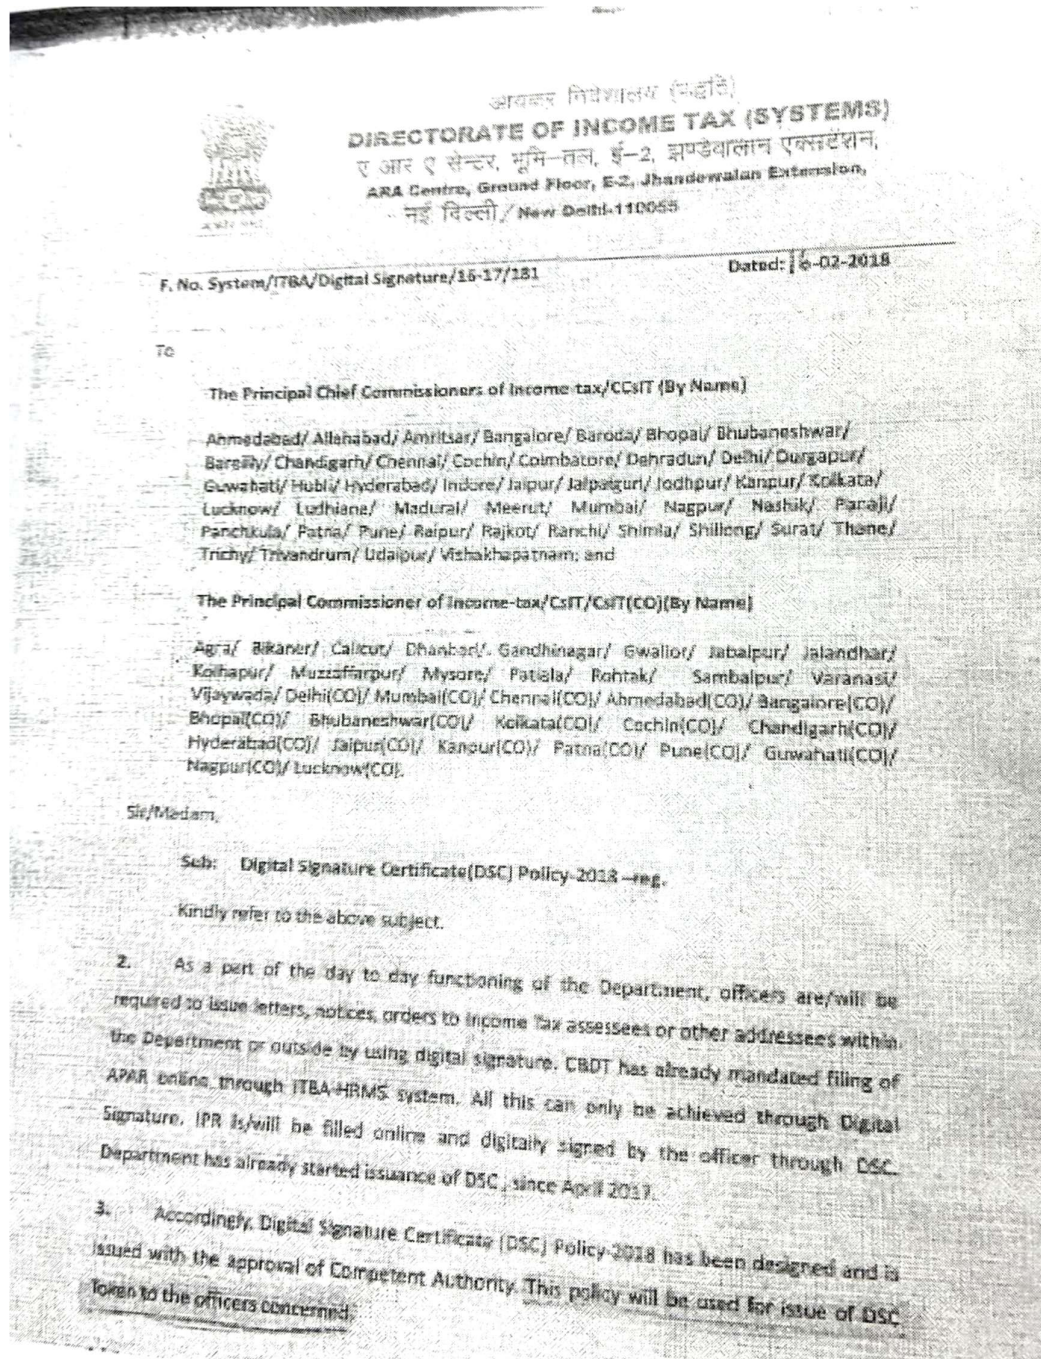 आयकर निदेशालय (पद्धति)
DIRECTORATE OF INCOME TAX (SYSTEMS)
ए आर ए सेन्टर, भूमि-तल, ई-2, झण्डेवालान एक्सटेंशन,
ARA Centre, Ground Floor, E-2, Jhandewalan Extension,
नई दिल्ली/New Delhi-110055
F. No. System/ITBA/Digital Signature/16-17/181
Dated: 16-02-2018
To
The Principal Chief Commissioners of Income-tax/CCsIT (By Name)
Ahmedabad/ Allahabad/ Amritsar/ Bangalore/ Baroda/ Bhopal/ Bhubaneshwar/
Bareilly/ Chandigarh/ Chennai/ Cochin/ Coimbatore/ Dehradun/ Delhi/ Durgapur/
Guwahati/ Hubli/ Hyderabad/ Indore/ Jaipur/ Jalpaiguri/ Jodhpur/ Kanpur/ Kolkata/
Lucknow/ Ludhiana/ Madurai/ Meerut/ Mumbai/ Nagpur/ Nashik/ Panaji/
Panchkula/ Patna/ Pune/ Raipur/ Rajkot/ Ranchi/ Shimla/ Shillong/ Surat/ Thane/
Trichy/ Trivandrum/ Udaipur/ Vishakhapatnam; and
The Principal Commissioner of Income-tax/CsIT/CsIT(CO)(By Name)
Agra/ Bikaner/ Calicut/ Dhanbad/ Gandhinagar/ Gwalior/ Jabalpur/ Jalandhar/
Kolhapur/ Muzzaffarpur/ Mysore/ Patiala/ Rohtak/ Sambalpur/ Varanasi/
Vijaywada/ Delhi(CO)/ Mumbai(CO)/ Chennai(CO)/ Ahmedabad(CO)/ Bangalore(CO)/
Bhopal(CO)/ Bhubaneshwar(CO)/ Kolkata(CO)/ Cochin(CO)/ Chandigarh(CO)/
Hyderabad(CO)/ Jaipur(CO)/ Kanpur(CO)/ Patna(CO)/ Pune(CO)/ Guwahati(CO)/
Nagpur(CO)/ Lucknow(CO).
Sir/Madam,
Sub: Digital Signature Certificate(DSC) Policy-2018 –reg.
Kindly refer to the above subject.
2. As a part of the day to day functioning of the Department, officers are/will be
required to issue letters, notices, orders to Income Tax assessees or other addressees within
the Department or outside by using digital signature. CBDT has already mandated filing of
APAR online through ITBA-HRMS system. All this can only be achieved through Digital
Signature. IPR is/will be filled online and digitally signed by the officer through DSC.
Department has already started issuance of DSC, since April 2017.
3. Accordingly, Digital Signature Certificate (DSC) Policy-2018 has been designed and is
issued with the approval of Competent Authority. This policy will be used for issue of DSC
Token to the officers concerned.